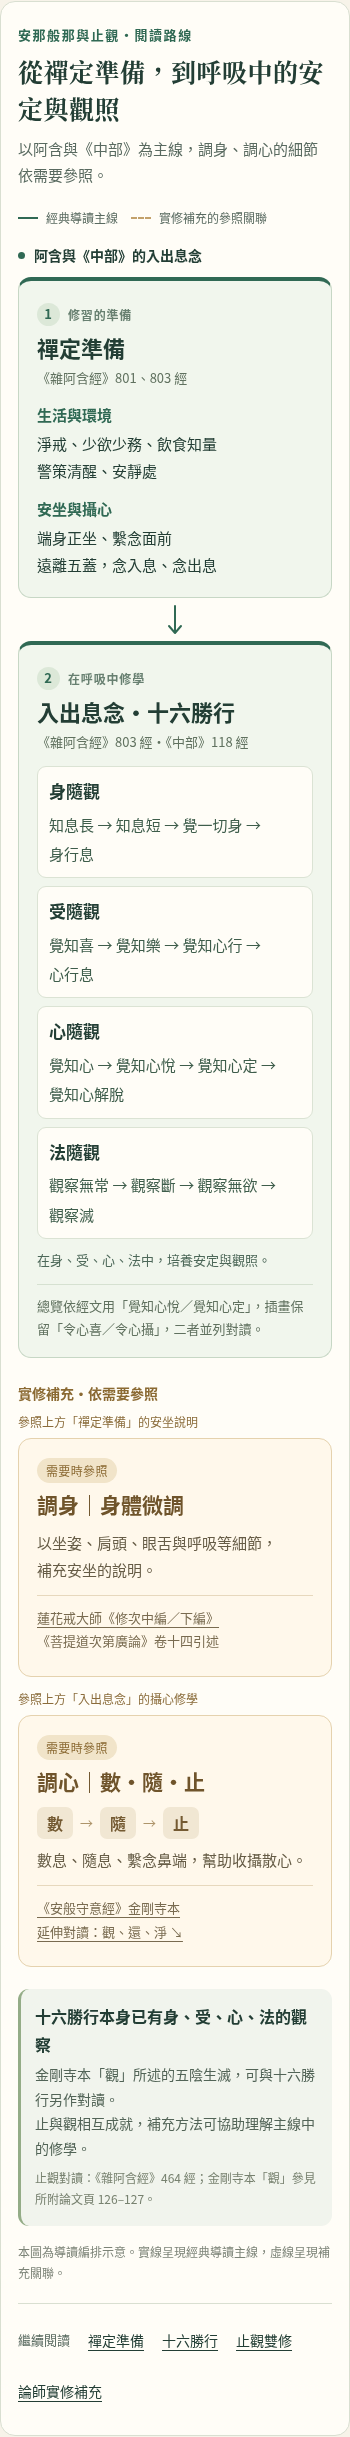 安那般那與止觀・閱讀路線
從禪定準備，到呼吸中的安
定與觀照
以阿含與《中部》為主線，調身、調心的細節
依需要參照。
經典導讀主線 實修補充的參照關聯
阿含與《中部》的入出息念
1 修習的準備
禪定準備
《雜阿含經》801、803 經
生活與環境
淨戒、少欲少務、飲食知量
警策清醒、安靜處
安坐與攝心
端身正坐、繫念面前
遠離五蓋，念入息、念出息
↓
2 在呼吸中修學
入出息念・十六勝行
《雜阿含經》803 經・《中部》118 經
身隨觀
知息長 → 知息短 → 覺一切身 →
身行息
受隨觀
覺知喜 → 覺知樂 → 覺知心行 →
心行息
心隨觀
覺知心 → 覺知心悅 → 覺知心定 →
覺知心解脫
法隨觀
觀察無常 → 觀察斷 → 觀察無欲 →
觀察滅
在身、受、心、法中，培養安定與觀照。
總覽依經文用「覺知心悅／覺知心定」，插畫保
留「令心喜／令心攝」，二者並列對讀。
實修補充・依需要參照
參照上方「禪定準備」的安坐說明
需要時參照
調身｜身體微調
以坐姿、肩頭、眼舌與呼吸等細節，
補充安坐的說明。
蓮花戒大師《修次中編／下編》
《菩提道次第廣論》卷十四引述
參照上方「入出息念」的攝心修學
需要時參照
調心｜數・隨・止
數 → 隨 → 止
數息、隨息、繫念鼻端，幫助收攝散心。
《安般守意經》金剛寺本
延伸對讀：觀、還、淨 ↘
十六勝行本身已有身、受、心、法的觀
察
金剛寺本「觀」所述的五陰生滅，可與十六勝
行另作對讀。
止與觀相互成就，補充方法可協助理解主線中
的修學。
止觀對讀：《雜阿含經》464 經；金剛寺本「觀」參見
所附論文頁 126–127。
本圖為導讀編排示意。實線呈現經典導讀主線，虛線呈現補
充關聯。
繼續閱讀 禪定準備 十六勝行 止觀雙修
論師實修補充